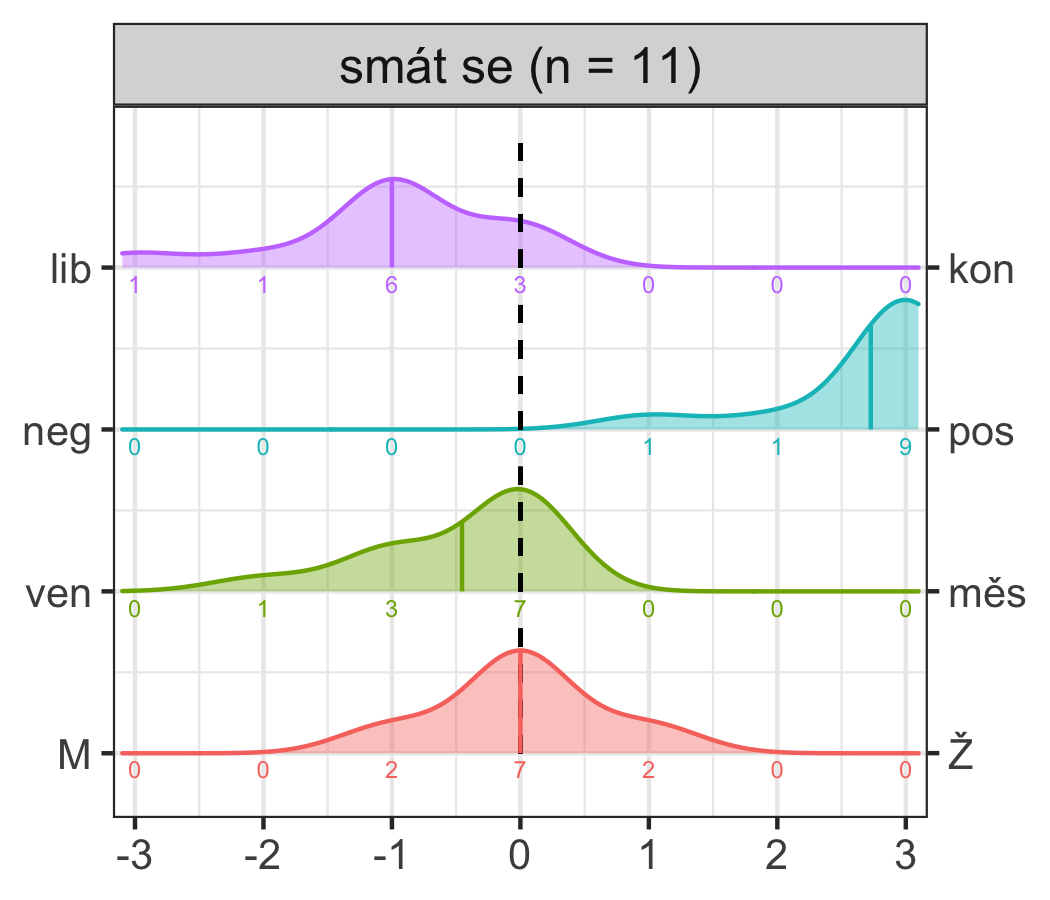 smát se (n = 11)
lib kon
1 1 6 3 0 0 0
neg pos
0 0 0 0 1 1 9
ven měs
0 1 3 7 0 0 0
M Ž
0 0 2 7 2 0 0
-3 -2 -1 0 1 2 3